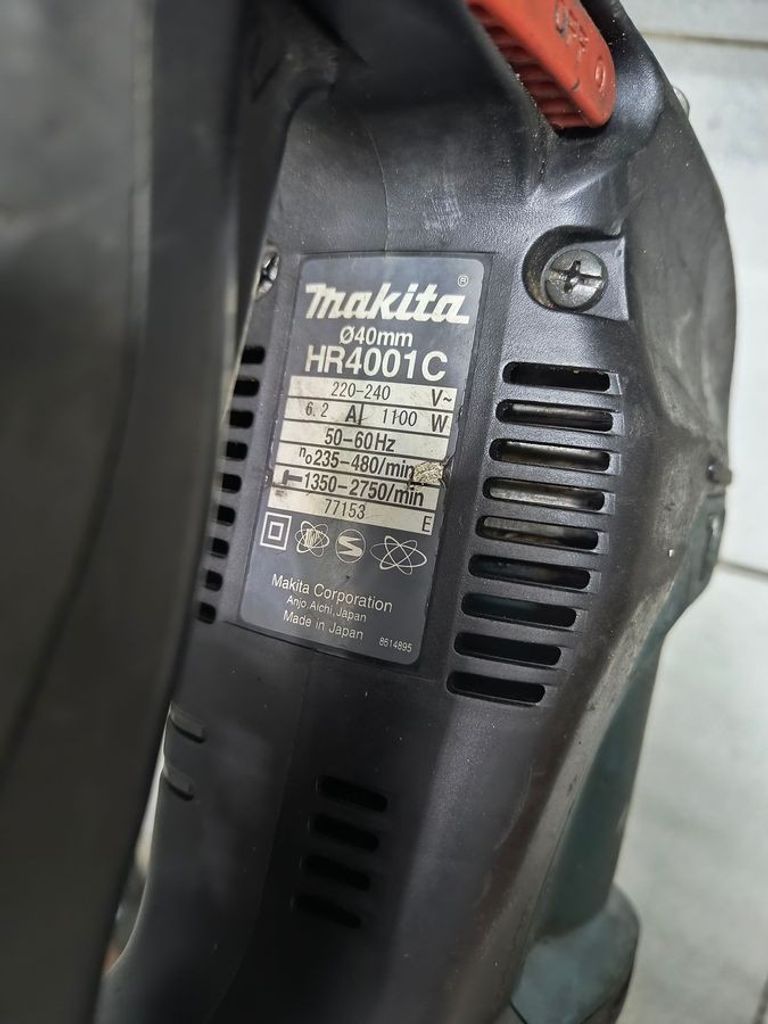 makita®
Ø40mm
HR4001C
220-240 V~
6.2 A 1100 W
50-60Hz
n₀235-480/min
1350-2750/min
77153 E
Makita Corporation
Anjo Aichi, Japan
Made in Japan 8614895